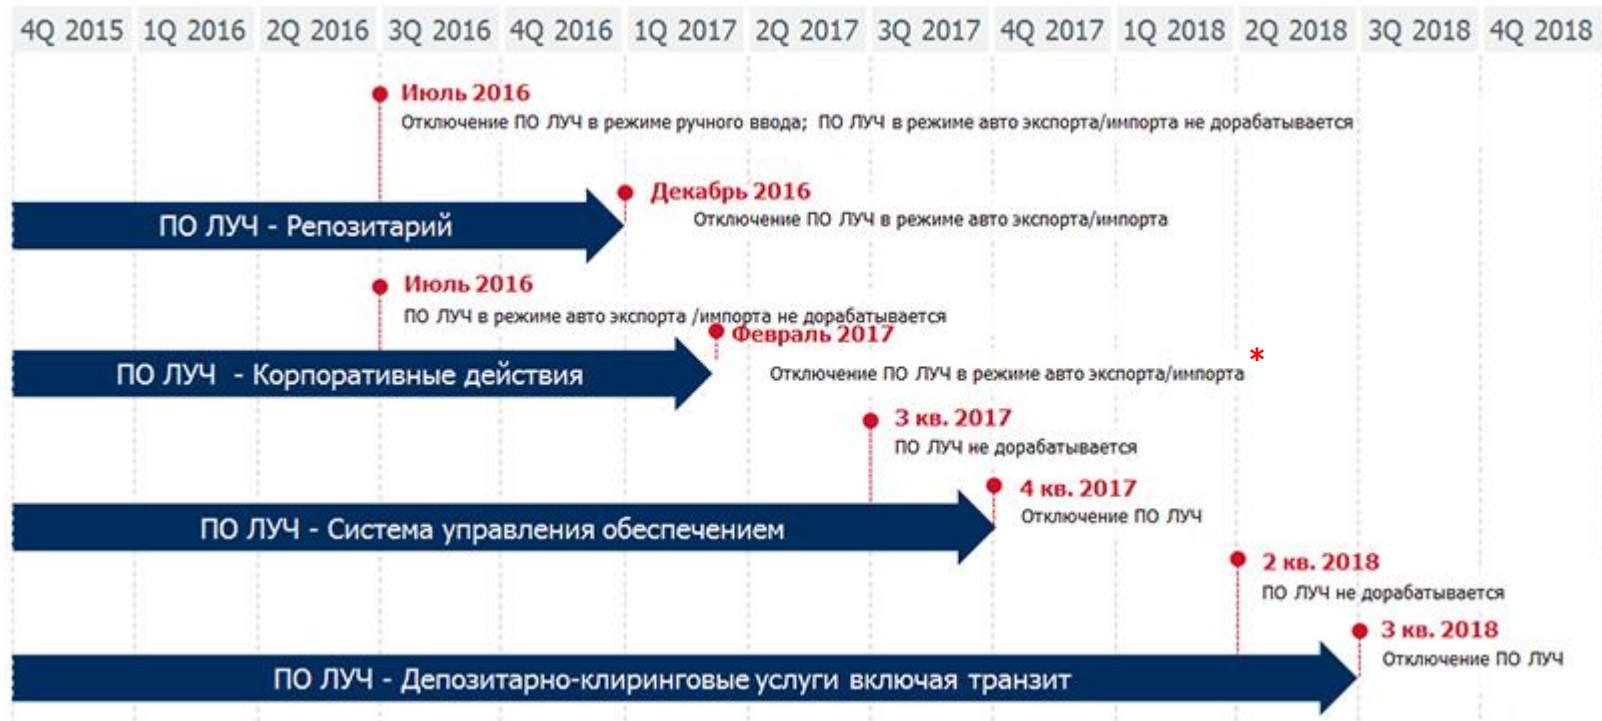 4Q 2015 1Q 2016 2Q 2016 3Q 2016 4Q 2016 1Q 2017 2Q 2017 3Q 2017 4Q 2017 1Q 2018 2Q 2018 3Q 2018 4Q 2018
Июль 2016
Отключение ПО ЛУЧ в режиме ручного ввода; ПО ЛУЧ в режиме авто экспорта/импорта не дорабатывается
Декабрь 2016
Отключение ПО ЛУЧ в режиме авто экспорта/импорта
ПО ЛУЧ - Репозитарий
Июль 2016
ПО ЛУЧ в режиме авто экспорта /импорта не дорабатывается
Февраль 2017
Отключение ПО ЛУЧ в режиме авто экспорта/импорта *
ПО ЛУЧ - Корпоративные действия
3 кв. 2017
ПО ЛУЧ не дорабатывается
4 кв. 2017
Отключение ПО ЛУЧ
ПО ЛУЧ - Система управления обеспечением
2 кв. 2018
ПО ЛУЧ не дорабатывается
3 кв. 2018
Отключение ПО ЛУЧ
ПО ЛУЧ - Депозитарно-клиринговые услуги включая транзит